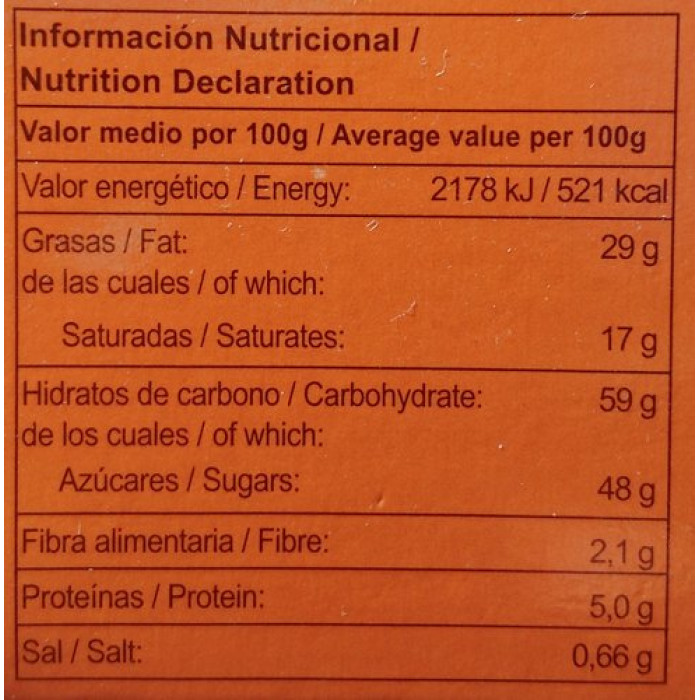 Información Nutricional /
Nutrition Declaration
Valor medio por 100g / Average value per 100g
Valor energético / Energy: 2178 kJ / 521 kcal
Grasas / Fat: 29 g
de las cuales / of which:
Saturadas / Saturates: 17 g
Hidratos de carbono / Carbohydrate: 59 g
de los cuales / of which:
Azúcares / Sugars: 48 g
Fibra alimentaria / Fibre: 2,1 g
Proteínas / Protein: 5,0 g
Sal / Salt: 0,66 g